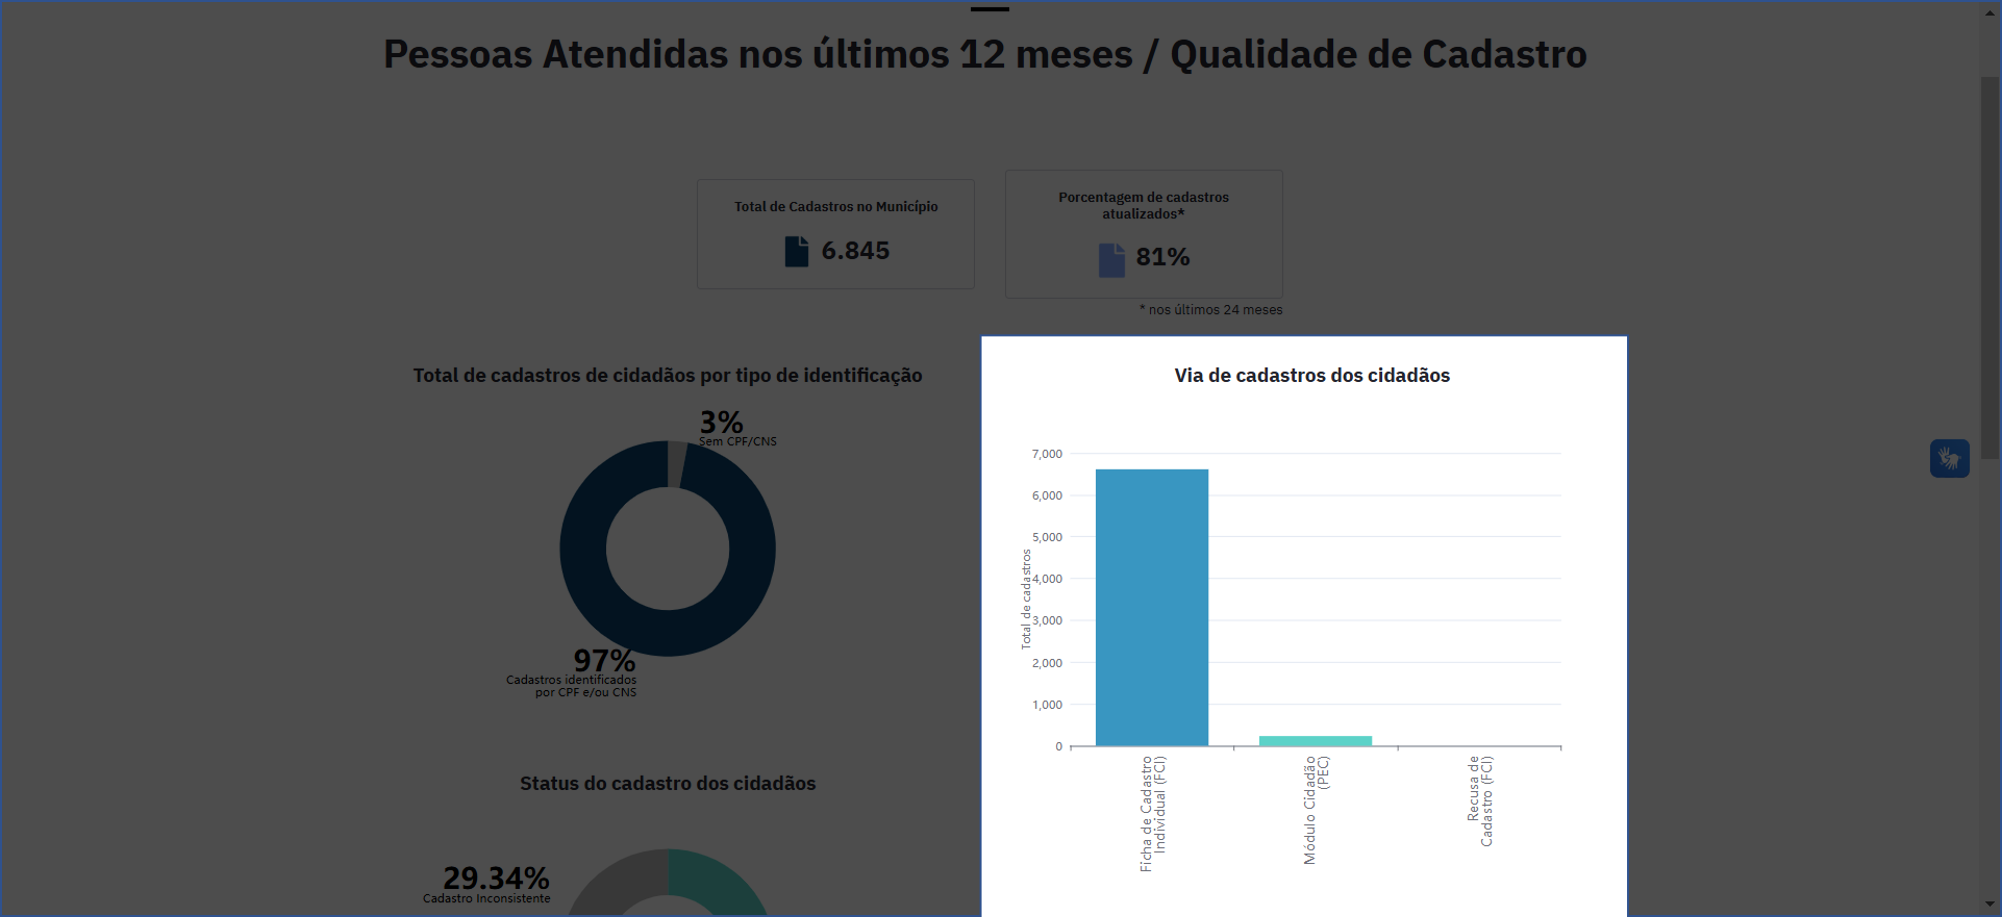 Pessoas Atendidas nos últimos 12 meses / Qualidade de Cadastro
Total de Cadastros no Município
6.845
Porcentagem de cadastros
atualizados*
81%
* nos últimos 24 meses
Total de cadastros de cidadãos por tipo de identificação
3%
Sem CPF/CNS
97%
Cadastros identificados
por CPF e/ou CNS
Via de cadastros dos cidadãos
Total de cadastros
7,000
6,000
5,000
4,000
3,000
2,000
1,000
0
Ficha de Cadastro
Individual (FCI)
Módulo Cidadão
(PEC)
Recusa de
Cadastro (FCI)
Status do cadastro dos cidadãos
29.34%
Cadastro Inconsistente